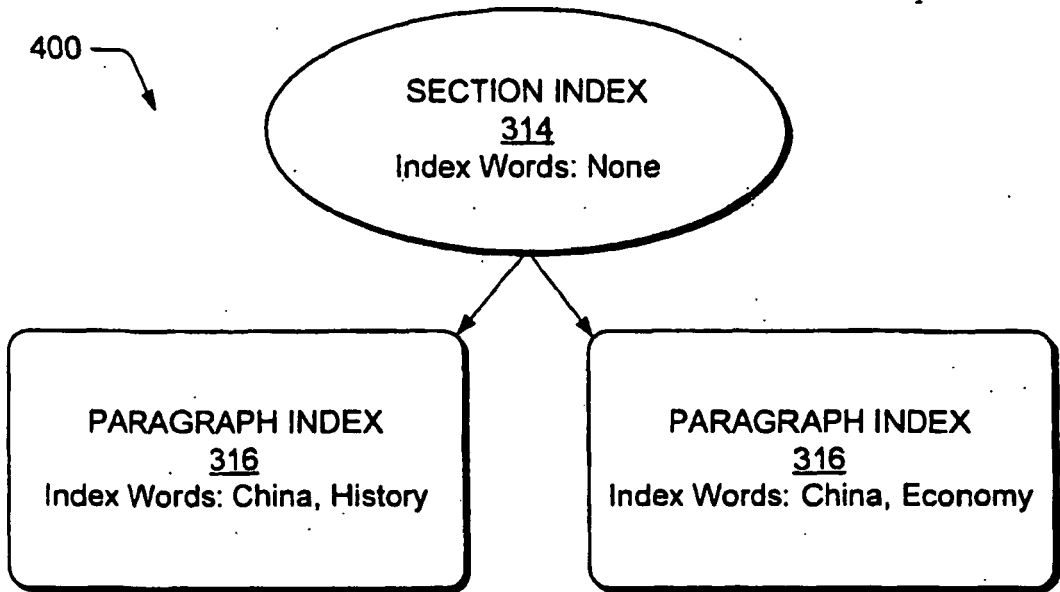 400
SECTION INDEX
314
Index Words: None
PARAGRAPH INDEX
316
Index Words: China, History
PARAGRAPH INDEX
316
Index Words: China, Economy